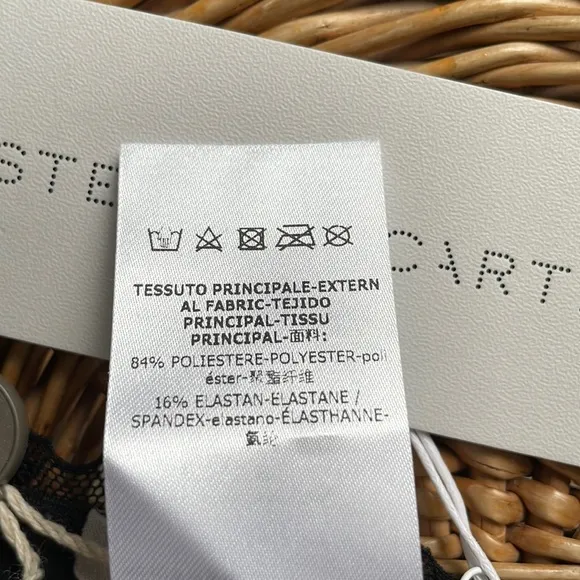 STE
CART
TESSUTO PRINCIPALE-EXTERN
AL FABRIC-TEJIDO
PRINCIPAL-TISSU
PRINCIPAL-面料:
84% POLIESTERE-POLYESTER-poli
éster-聚酯纤维
16% ELASTAN-ELASTANE /
SPANDEX-elastano-ÉLASTHANNE-
氨纶